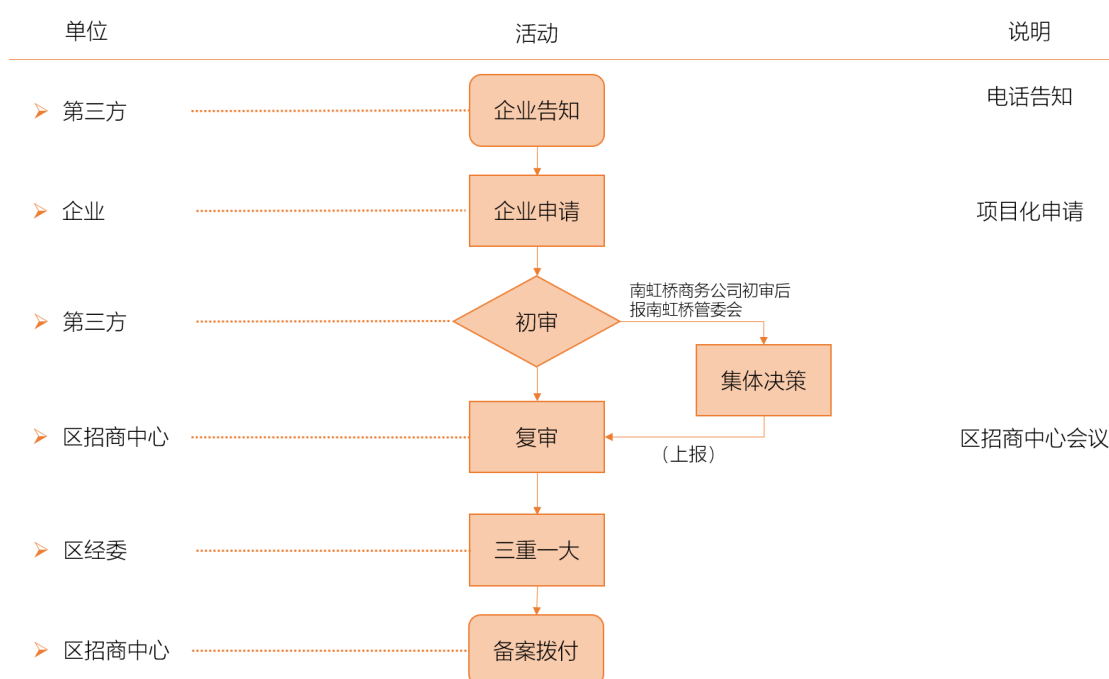 单位 活动 说明
第三方 企业告知 电话告知
企业 企业申请 项目化申请
南虹桥商务公司初审后
报南虹桥管委会
第三方 初审
集体决策
区招商中心 复审 区招商中心会议
（上报）
区经委 三重一大
区招商中心 备案拨付